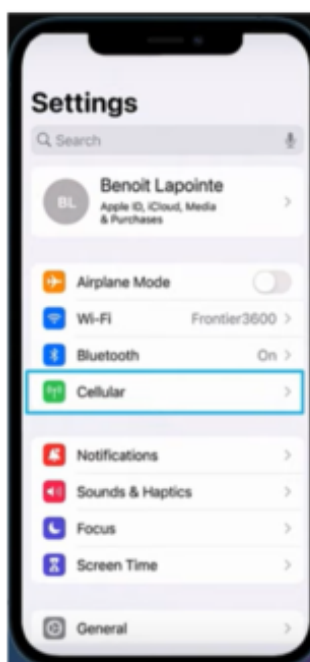 Settings
Search
BL
Benoit Lapointe
Apple ID, iCloud, Media
& Purchases
Airplane Mode
Wi-Fi Frontier3600
Bluetooth On
Cellular
Notifications
Sounds & Haptics
Focus
Screen Time
General